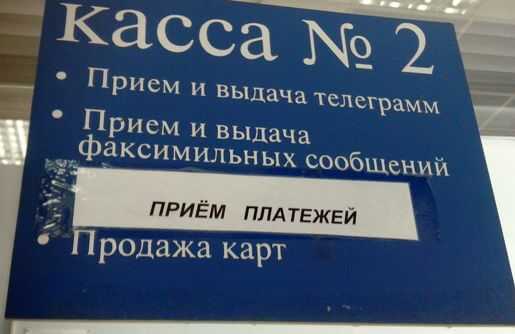 Касса № 2
• Прием и выдача телеграмм
• Прием и выдача
факсимильных сообщений
ПРИЁМ ПЛАТЕЖЕЙ
• Продажа карт